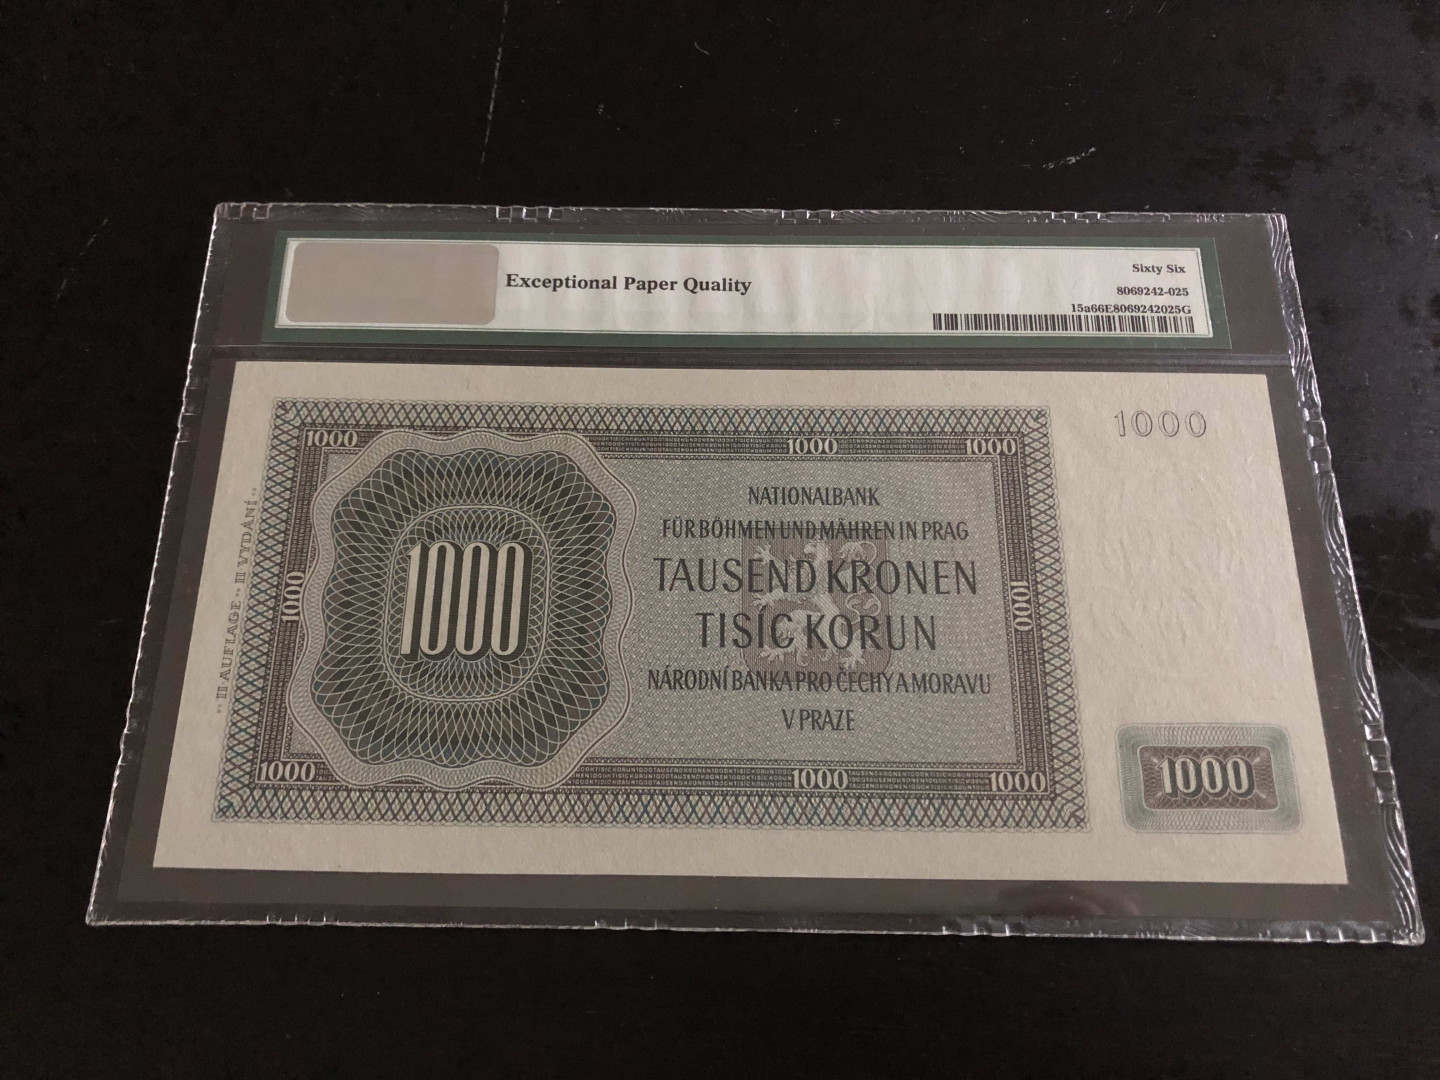 Exceptional Paper Quality
Sixty Six
8069242-025
15a66E8069242025G
1000
1000
1000
1000
NATIONALBANK
FÜR BÖHMEN UND MÄHREN IN PRAG
TAUSEND KRONEN
TISÍC KORUN
NÁRODNÍ BANKA PRO ČECHY A MORAVU
V PRAZE
1000
1000
1000
** II AUFLAGE ** II VYDÁNÍ **
1000
1000
1000
1000